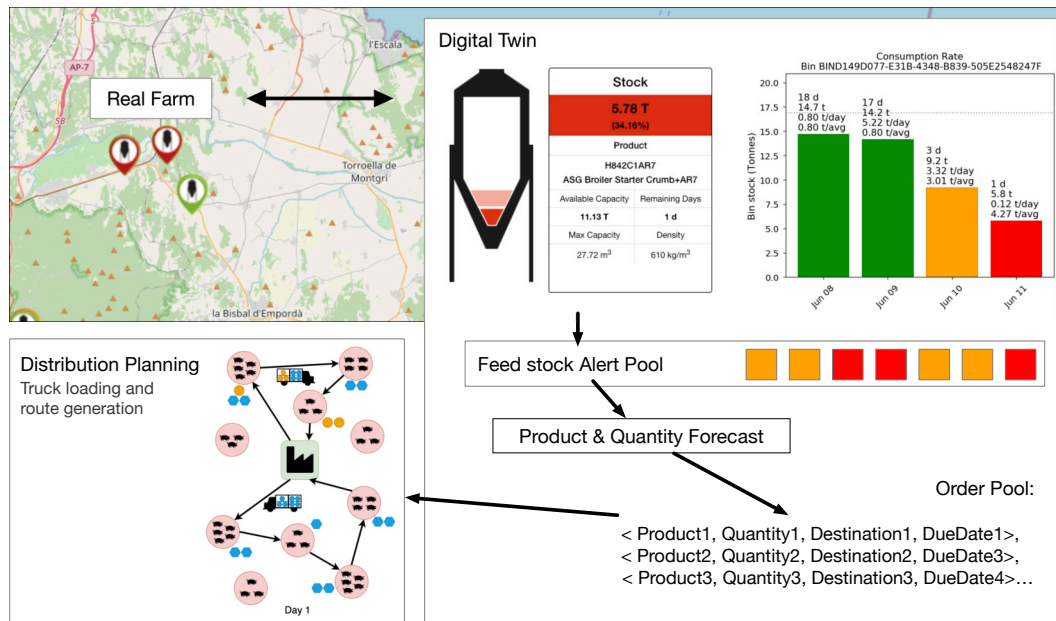 l'Escala
AP-7
Real Farm
5B
Torroella de
Montgrí
la Bisbal d'Empordà
Digital Twin
Stock
5.78 T
(34.16%)
Product
H842C1AR7
ASG Broiler Starter Crumb+AR7
Available Capacity Remaining Days
11.13 T 1 d
Max Capacity Density
27.72 m³ 610 kg/m³
Consumption Rate
Bin BIND149D077-E31B-4348-B839-505E2548247F
Bin stock (Tonnes)
20.0
17.5
15.0
12.5
10.0
7.5
5.0
2.5
0.0
18 d
14.7 t
0.80 t/day
0.80 t/avg
17 d
14.2 t
5.22 t/day
0.80 t/avg
3 d
9.2 t
3.32 t/day
3.01 t/avg
1 d
5.8 t
0.12 t/day
4.27 t/avg
Jun 08
Jun 09
Jun 10
Jun 11
Feed stock Alert Pool
Product & Quantity Forecast
Order Pool:
< Product1, Quantity1, Destination1, DueDate1>,
< Product2, Quantity2, Destination2, DueDate3>,
< Product3, Quantity3, Destination3, DueDate4>...
Distribution Planning
Truck loading and
route generation
Day 1